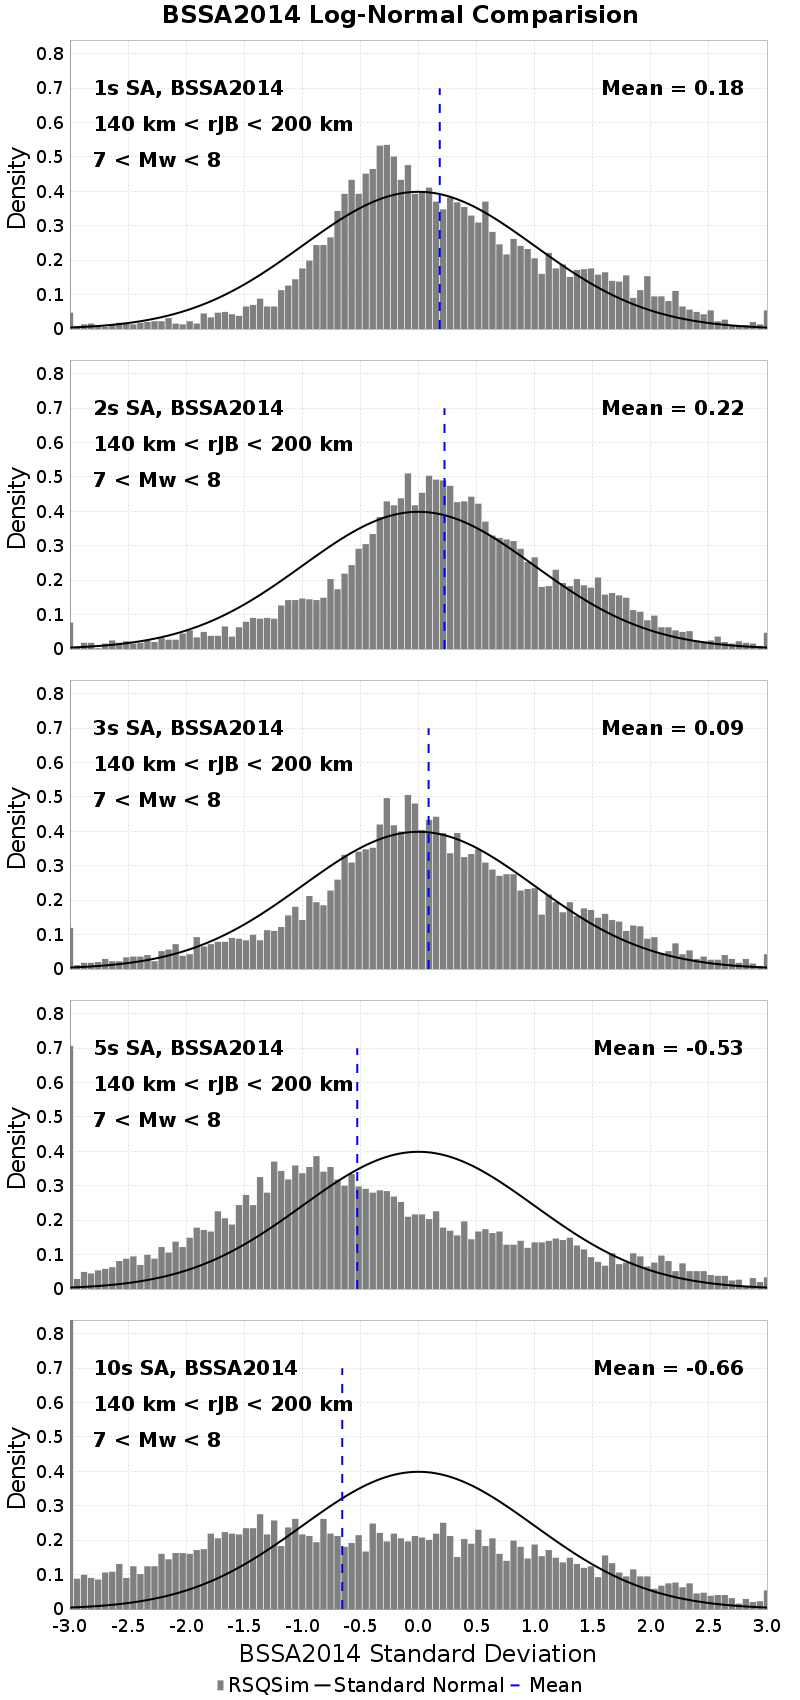 BSSA2014 Log-Normal Comparision
0.8
0.7
0.6
0.5
0.4
0.3
0.2
0.1
0
Density
1s SA, BSSA2014
Mean = 0.18
140 km < rJB < 200 km
7 < Mw < 8
0.8
0.7
0.6
0.5
0.4
0.3
0.2
0.1
0
Density
2s SA, BSSA2014
Mean = 0.22
140 km < rJB < 200 km
7 < Mw < 8
0.8
0.7
0.6
0.5
0.4
0.3
0.2
0.1
0
Density
3s SA, BSSA2014
Mean = 0.09
140 km < rJB < 200 km
7 < Mw < 8
0.8
0.7
0.6
0.5
0.4
0.3
0.2
0.1
0
Density
5s SA, BSSA2014
Mean = -0.53
140 km < rJB < 200 km
7 < Mw < 8
0.8
0.7
0.6
0.5
0.4
0.3
0.2
0.1
0
Density
10s SA, BSSA2014
Mean = -0.66
140 km < rJB < 200 km
7 < Mw < 8
-3.0 -2.5 -2.0 -1.5 -1.0 -0.5 0.0 0.5 1.0 1.5 2.0 2.5 3.0
BSSA2014 Standard Deviation
RSQSim Standard Normal Mean